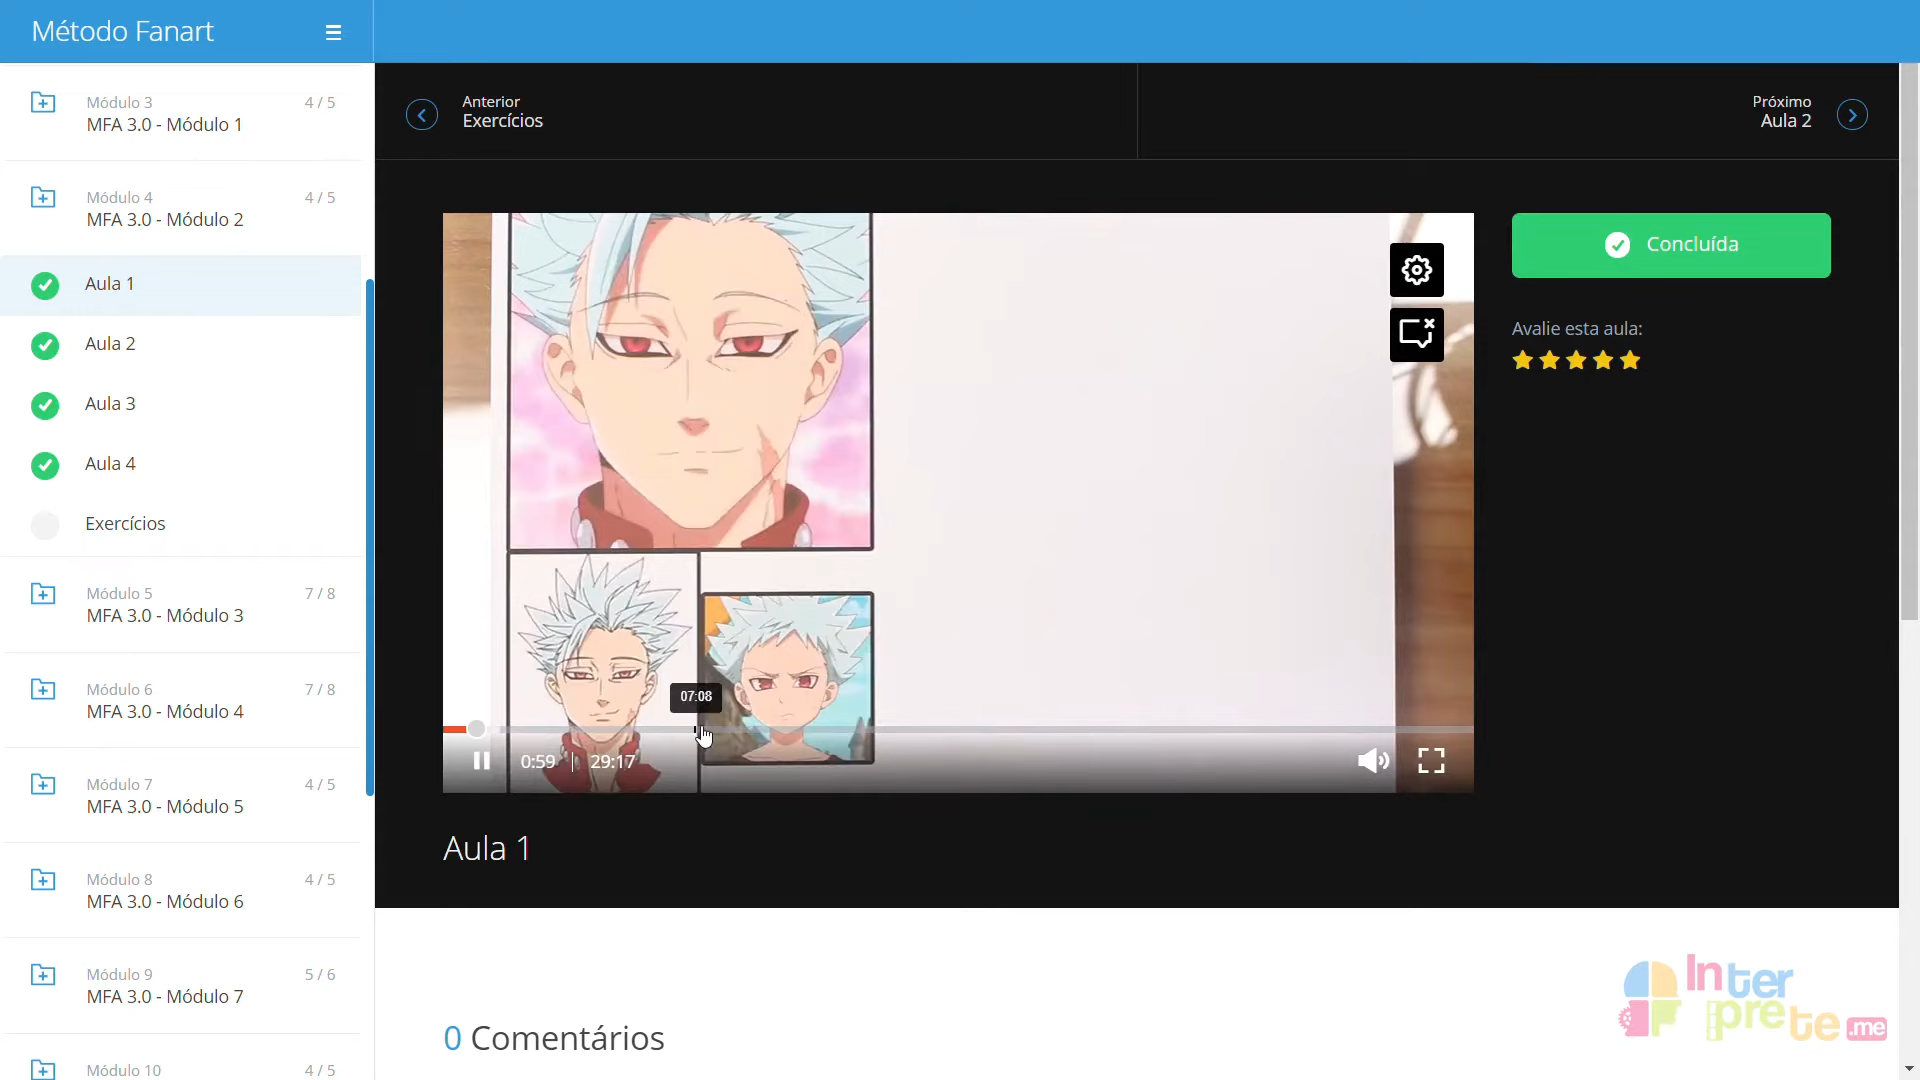 Método Fanart
Módulo 3
4 / 5
MFA 3.0 - Módulo 1
Módulo 4
4 / 5
MFA 3.0 - Módulo 2
Aula 1
Aula 2
Aula 3
Aula 4
Exercícios
Módulo 5
7 / 8
MFA 3.0 - Módulo 3
Módulo 6
7 / 8
MFA 3.0 - Módulo 4
Módulo 7
4 / 5
MFA 3.0 - Módulo 5
Módulo 8
4 / 5
MFA 3.0 - Módulo 6
Módulo 9
5 / 6
MFA 3.0 - Módulo 7
Módulo 10
4 / 5
Anterior
Exercícios
Próximo
Aula 2
Concluída
Avalie esta aula:
07:08
0:59 | 29:17
Aula 1
0 Comentários
Inter
prete.me